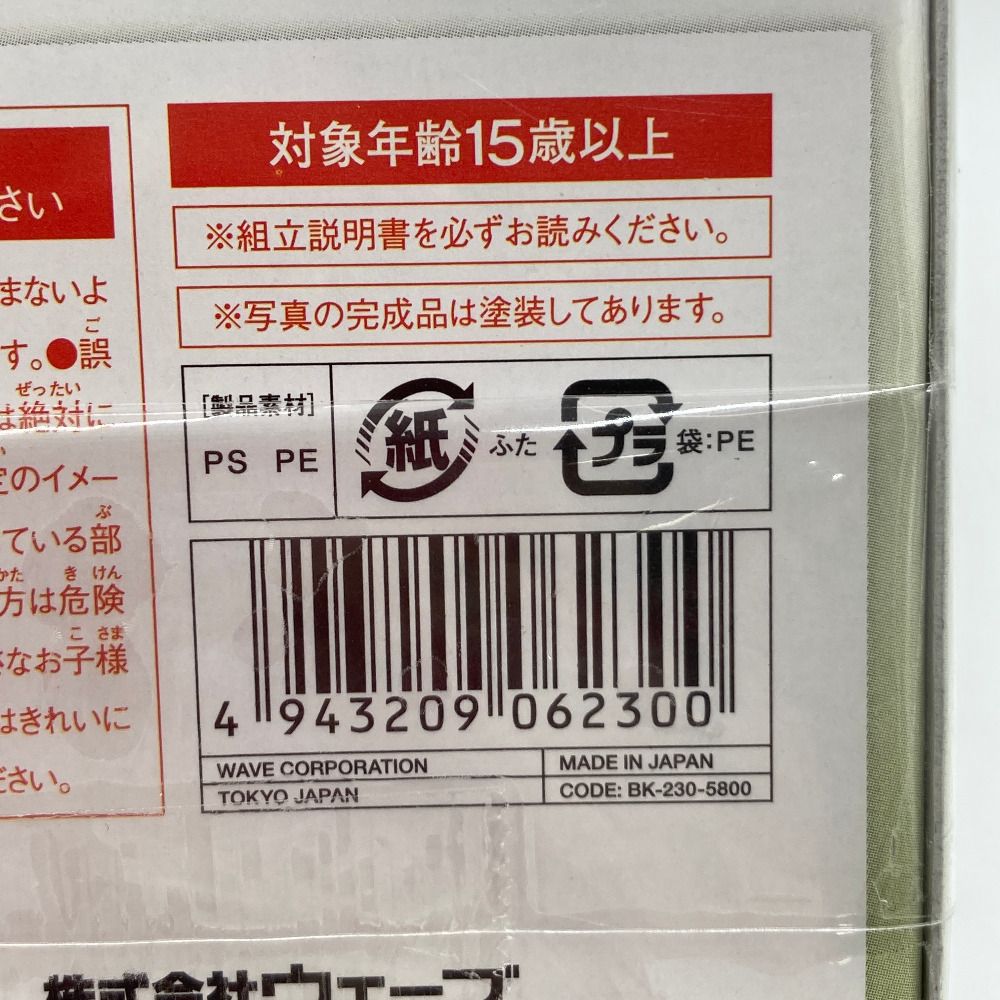 さい
まないよ
ご
す。●誤
ぜったい
は絶対に
定のイメー
ぶ
ている部
かた きけん
方は危険
こ さま
なお子様
はきれいに
ださい。
対象年齢15歳以上
※組立説明書を必ずお読みください。
※写真の完成品は塗装してあります。
[製品素材]
PS PE
紙 ふた
プラ 袋:PE
4 943209 062300
WAVE CORPORATION
MADE IN JAPAN
TOKYO JAPAN
CODE: BK-230-5800
株式会社ウェーブ